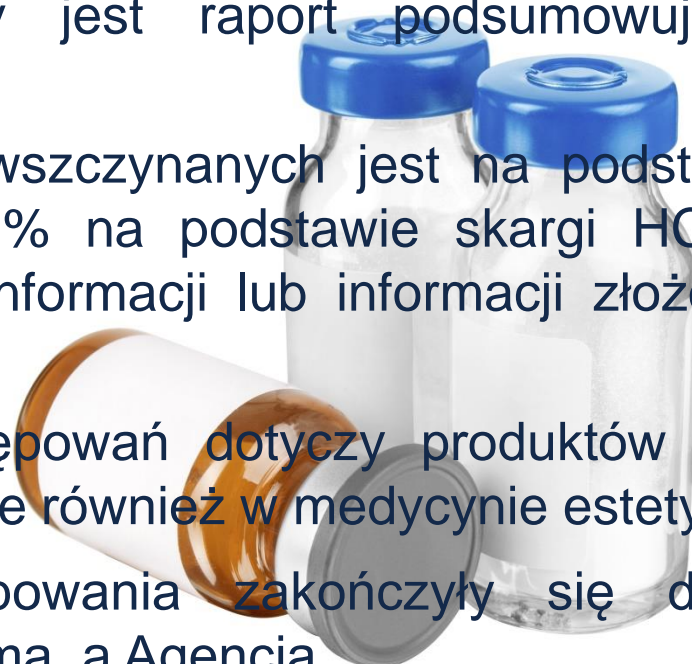 jest raport podsumowuj
wszczynanych jest na podst
% na podstawie skargi
nformacji lub informacji złoż
ępowań dotyczy produktów
e również w medycynie estety
powania zakończyły się d
ma, a Agencja